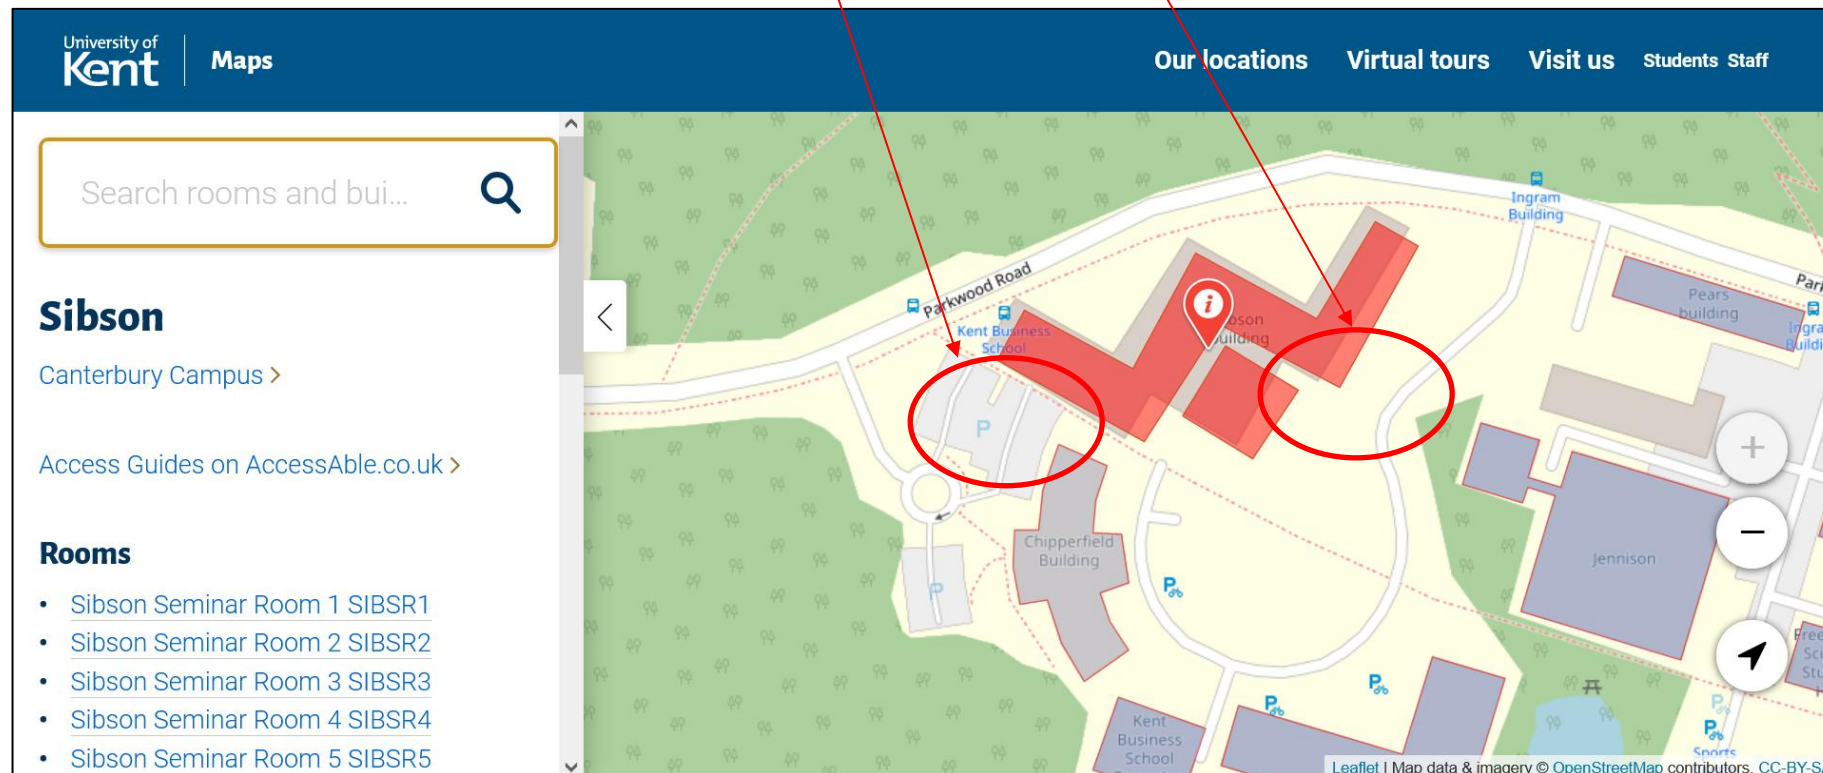 University of
Kent
Maps
Our locations
Virtual tours
Visit us
Students
Staff
Search rooms and bui...
Sibson
Canterbury Campus >
Access Guides on AccessAble.co.uk >
Rooms
• Sibson Seminar Room 1 SIBSR1
• Sibson Seminar Room 2 SIBSR2
• Sibson Seminar Room 3 SIBSR3
• Sibson Seminar Room 4 SIBSR4
• Sibson Seminar Room 5 SIBSR5
Parkwood Road
Kent Business
School
Ingram
Building
Pears
building
P
Chipperfield
Building
P
Jennison
Kent
Business
School
Sports
Leaflet | Map data & imagery © OpenStreetMap contributors, CC-BY-SA